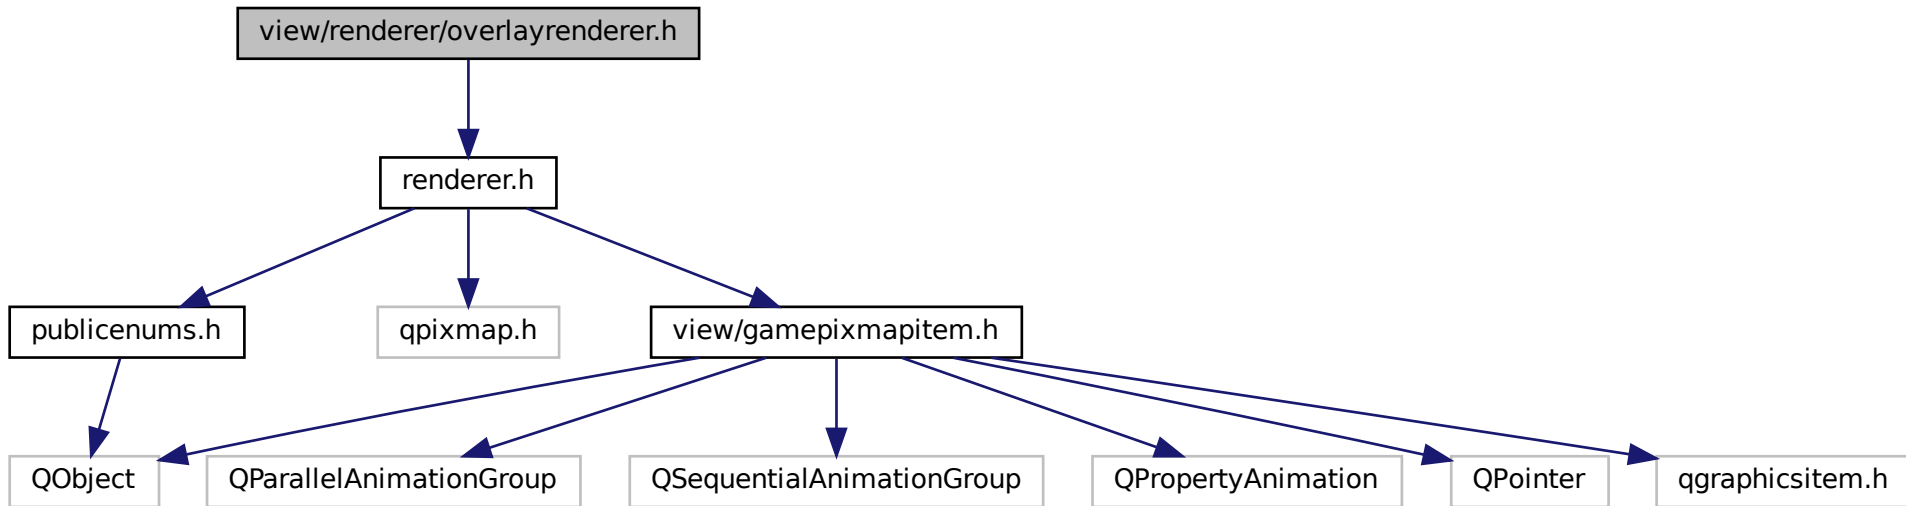 view/renderer/overlayrenderer.h
renderer.h
publicenums.h
qpixmap.h
view/gamepixmapitem.h
QObject
QParallelAnimationGroup
QSequentialAnimationGroup
QPropertyAnimation
QPointer
qgraphicsitem.h